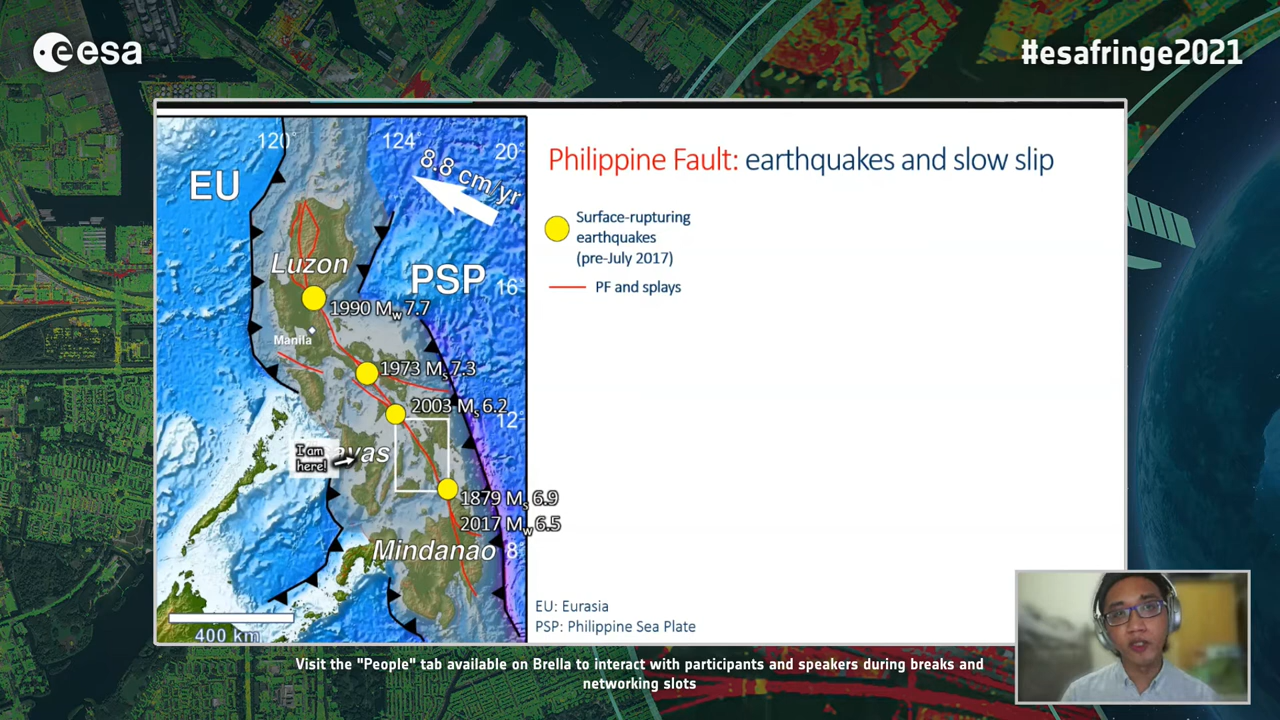 esa
#esafringe2021
120°
124°
20°
8.8 cm/yr
EU
Philippine Fault: earthquakes and slow slip
Surface-rupturing
earthquakes
(pre-July 2017)
Luzon
PSP
16
PF and splays
1990 Mw 7.7
Manila
1973 Ms 7.3
2003 Ms 6.2
12°
I am
here!
ayas
1879 Ms 6.9
2017 Mw 6.5
Mindanao
8
EU: Eurasia
PSP: Philippine Sea Plate
400 km
Visit the "People" tab available on Brella to interact with participants and speakers during breaks and
networking slots